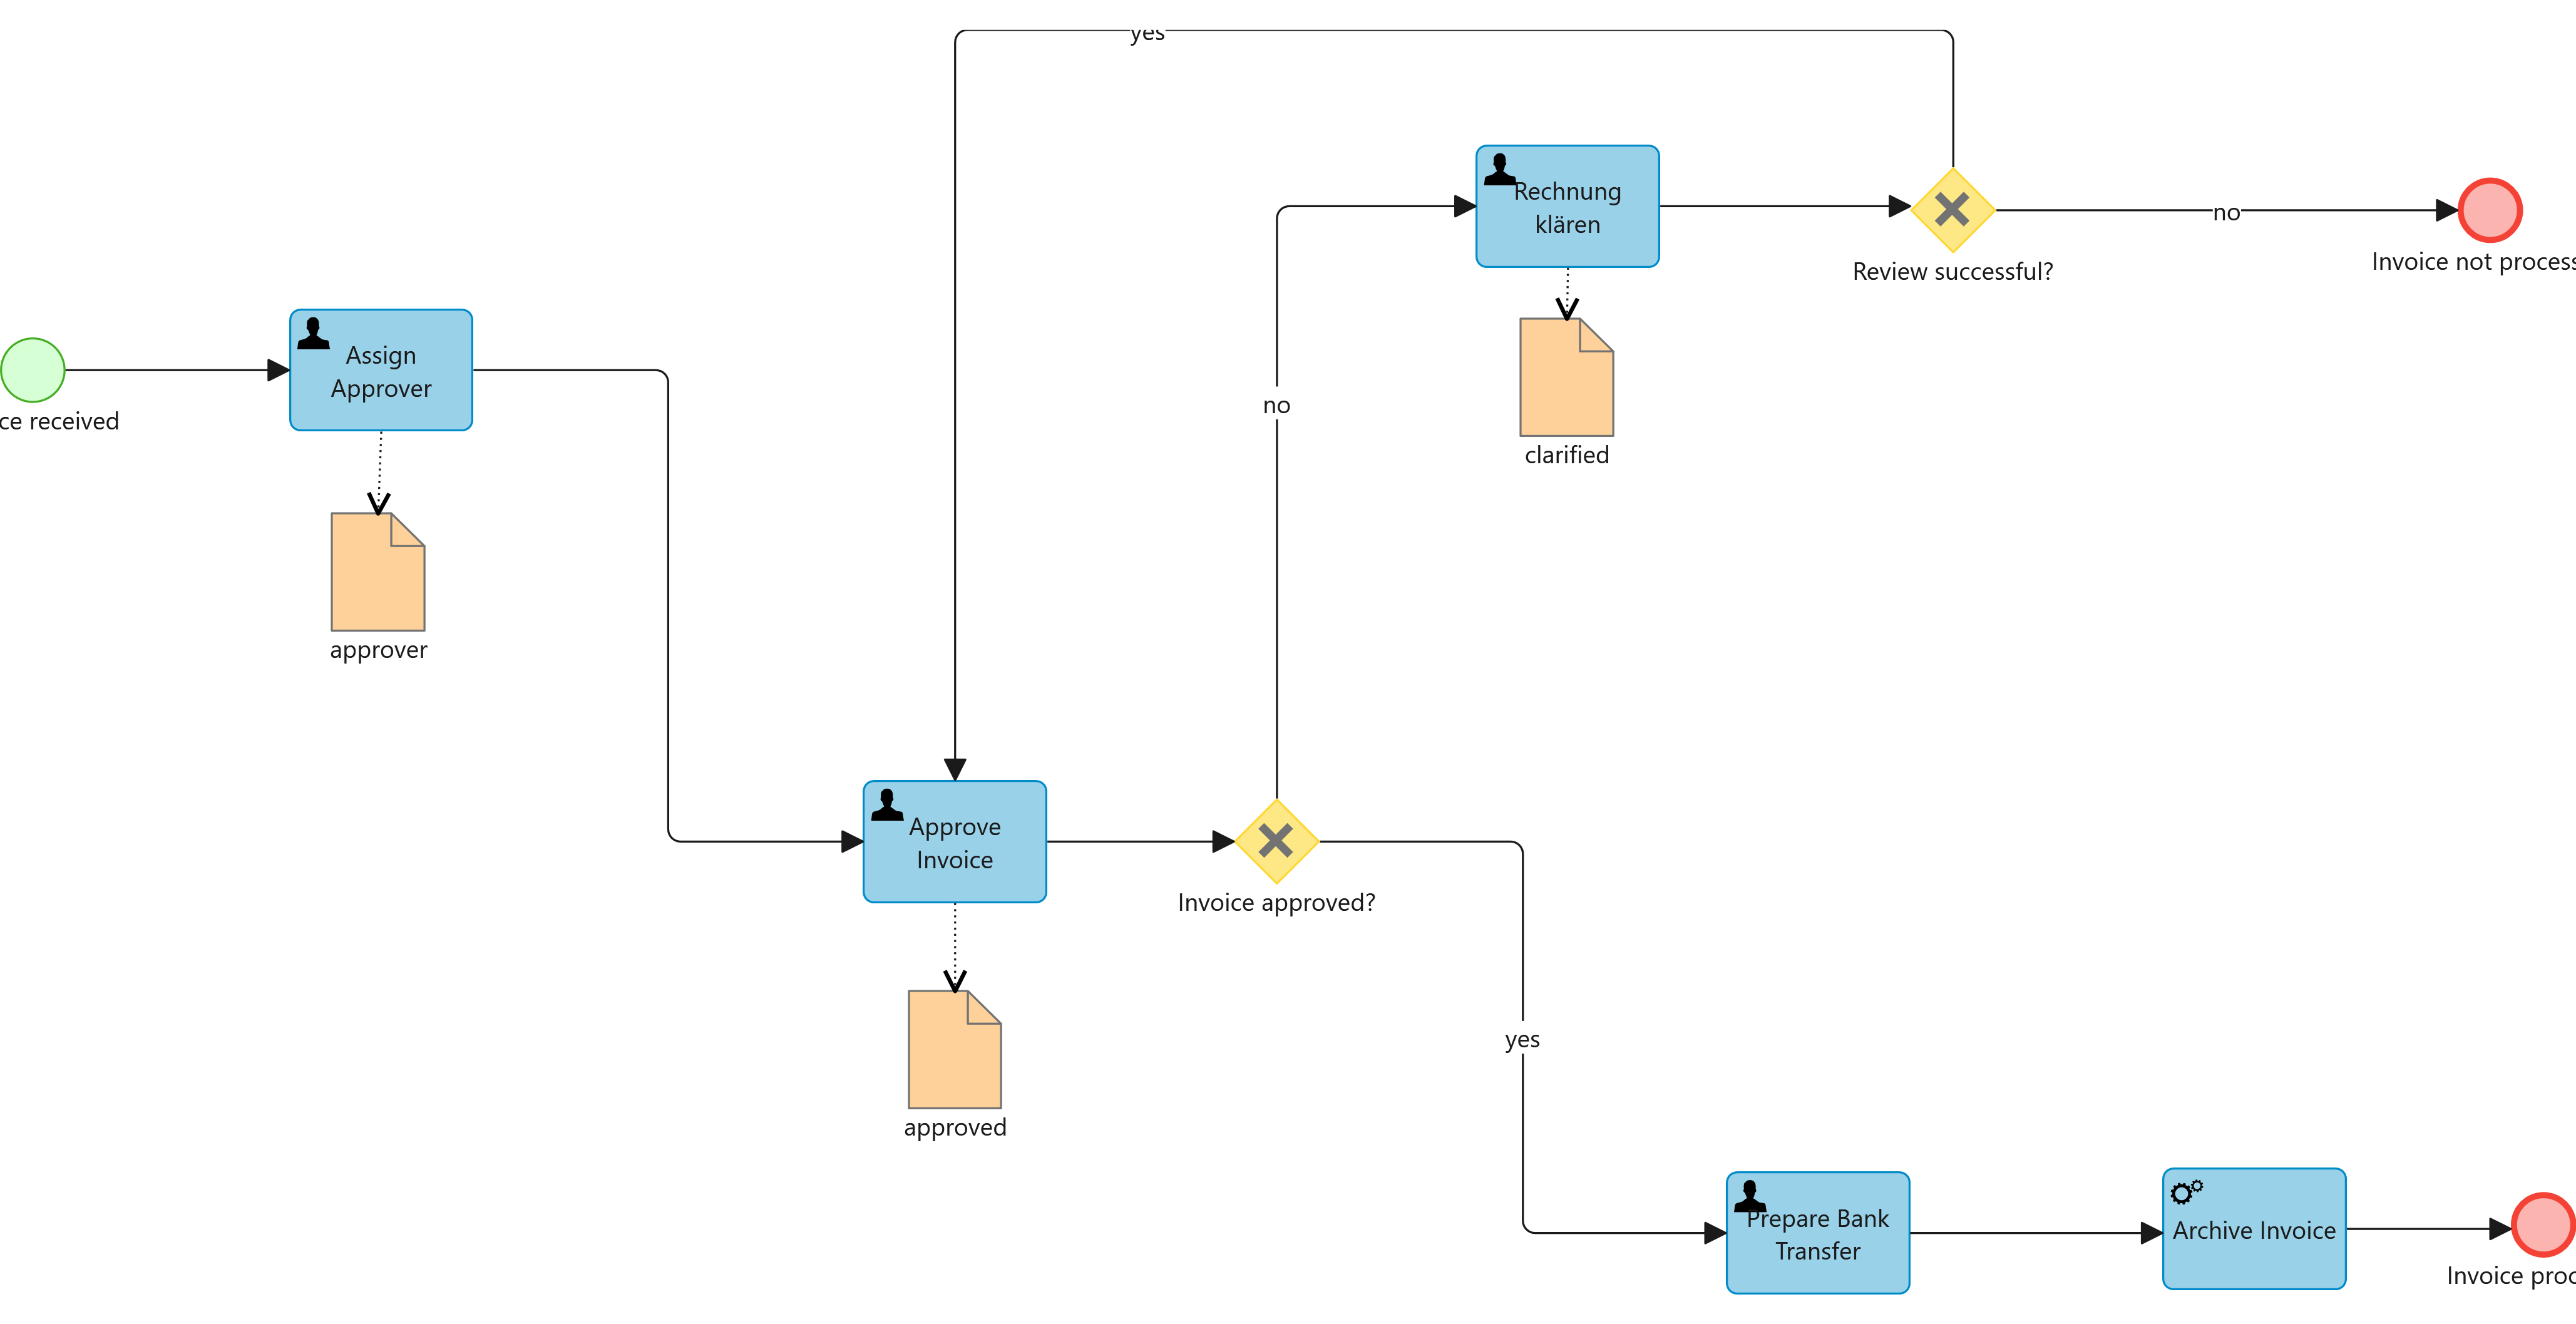 yes
Rechnung
klären
no
Review successful?
Invoice not process
Assign
Approver
ce received
no
clarified
approver
Approve
Invoice
Invoice approved?
yes
approved
Prepare Bank
Transfer
Archive Invoice
Invoice proc